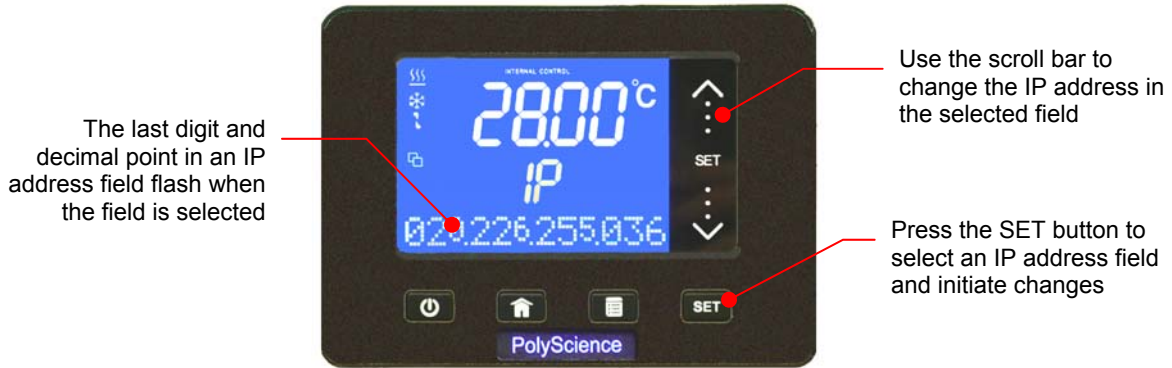 The last digit and
decimal point in an IP
address field flash when
the field is selected
INTERNAL CONTROL
28.00°C
IP
020.226.255.036
SET
SET
PolyScience
Use the scroll bar to
change the IP address in
the selected field
Press the SET button to
select an IP address field
and initiate changes